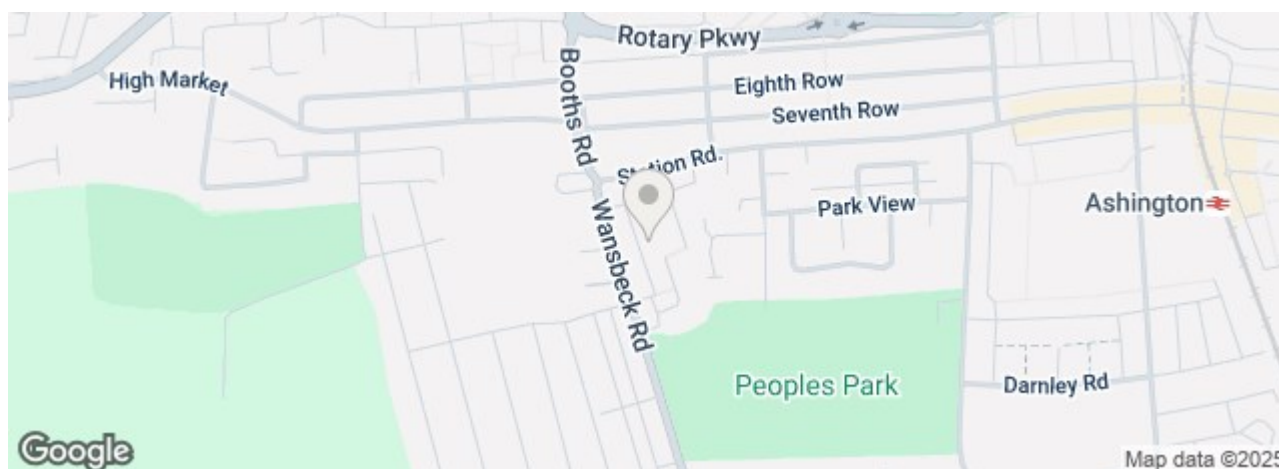 Rotary Pkwy
High Market
Booths Rd
Eighth Row
Seventh Row
Station Rd.
Wansbeck Rd
Park View
Ashington
Peoples Park
Darnley Rd
Google
Map data ©2025